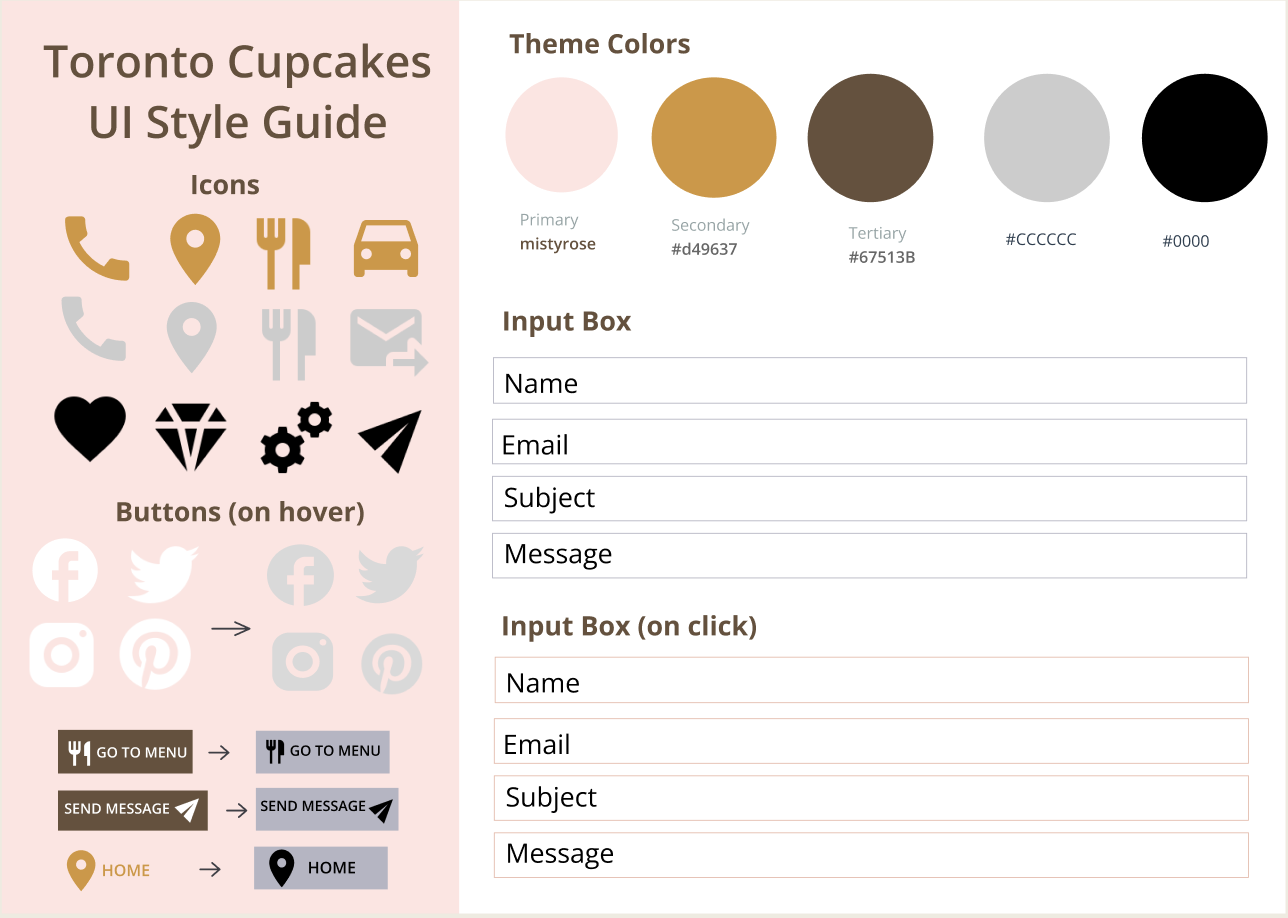 Toronto Cupcakes
UI Style Guide
Icons
Buttons (on hover)
GO TO MENU
GO TO MENU
SEND MESSAGE
SEND MESSAGE
HOME
HOME
Theme Colors
Primary
mistyrose
Secondary
#d49637
Tertiary
#67513B
#CCCCCC
#0000
Input Box
Name
Email
Subject
Message
Input Box (on click)
Name
Email
Subject
Message